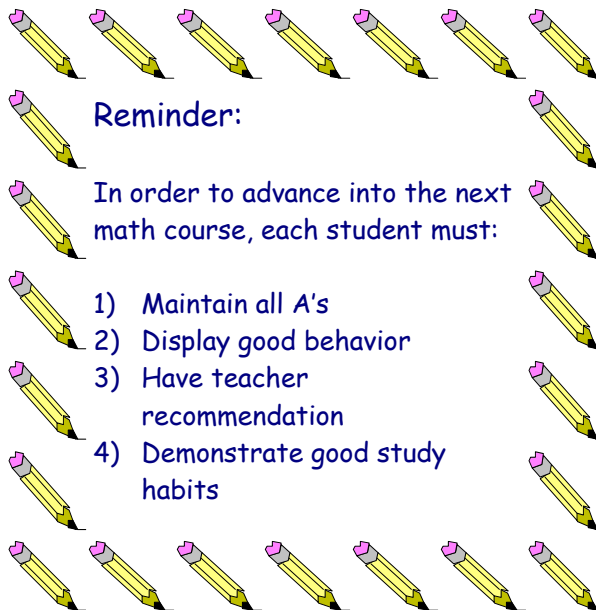 Reminder:
In order to advance into the next
math course, each student must:
1) Maintain all A's
2) Display good behavior
3) Have teacher
recommendation
4) Demonstrate good study
habits